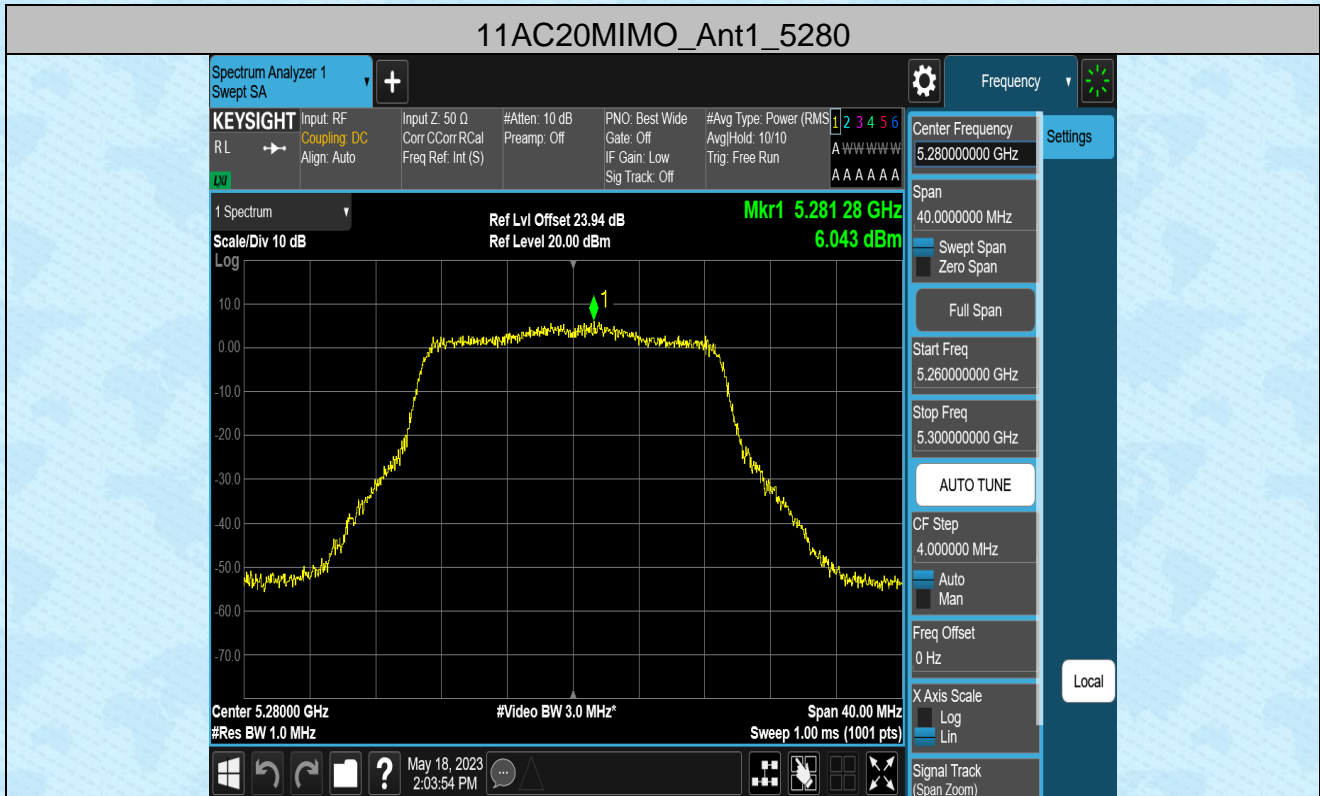 11AC20MIMO_Ant1_5280
Spectrum Analyzer 1
Swept SA
+
Frequency
KEYSIGHT
RL
LXI
Input: RF
Coupling: DC
Align: Auto
Input Z: 50 Ω
Corr CCorr RCal
Freq Ref: Int (S)
#Atten: 10 dB
Preamp: Off
PNO: Best Wide
Gate: Off
IF Gain: Low
Sig Track: Off
#Avg Type: Power (RMS
Avg|Hold: 10/10
Trig: Free Run
1 2 3 4 5 6
A W W W W W
A A A A A A
1 Spectrum
Scale/Div 10 dB
Log
Ref Lvl Offset 23.94 dB
Ref Level 20.00 dBm
Mkr1 5.281 28 GHz
6.043 dBm
1
10.0
0.00
-10.0
-20.0
-30.0
-40.0
-50.0
-60.0
-70.0
Center 5.28000 GHz
#Res BW 1.0 MHz
#Video BW 3.0 MHz*
Span 40.00 MHz
Sweep 1.00 ms (1001 pts)
?
May 18, 2023
2:03:54 PM
Center Frequency
5.280000000 GHz
Settings
Span
40.0000000 MHz
Swept Span
Zero Span
Full Span
Start Freq
5.260000000 GHz
Stop Freq
5.300000000 GHz
AUTO TUNE
CF Step
4.000000 MHz
Auto
Man
Freq Offset
0 Hz
X Axis Scale
Log
Lin
Local
Signal Track
(Span Zoom)